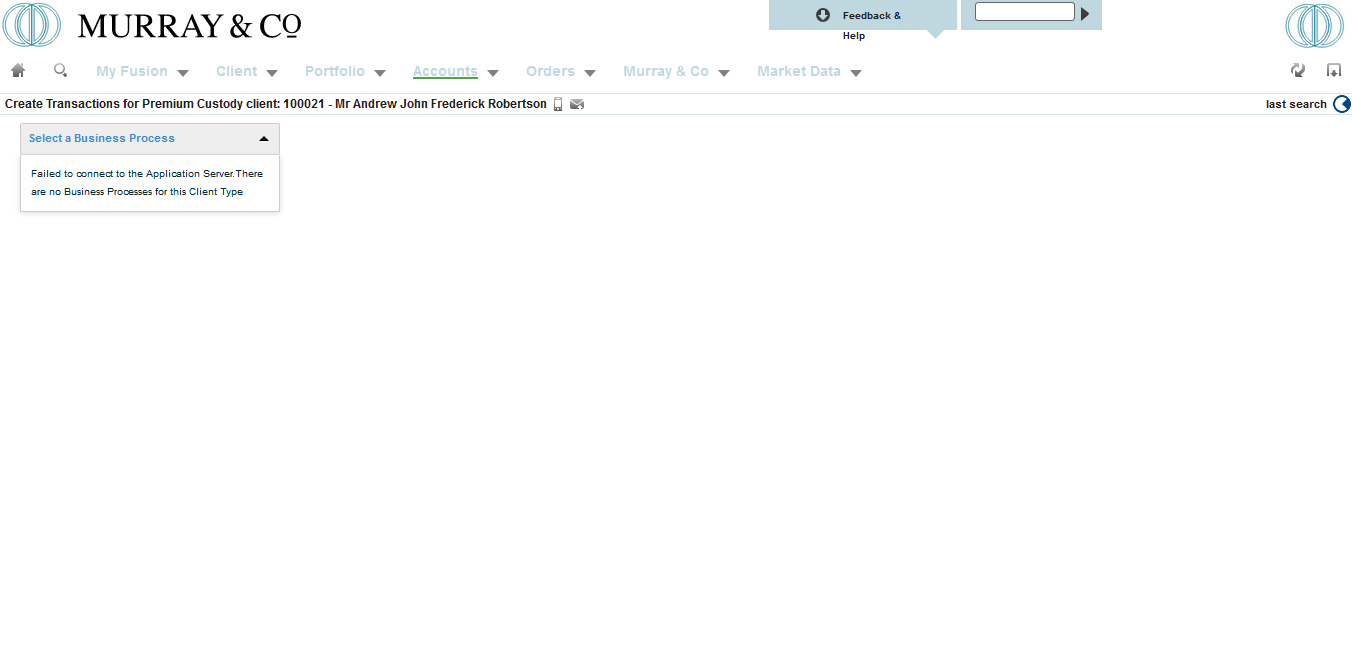 MURRAY & CO
Feedback &
Help
My Fusion
Client
Portfolio
Accounts
Orders
Murray & Co
Market Data
Create Transactions for Premium Custody client: 100021 - Mr Andrew John Frederick Robertson
last search
Select a Business Process
Failed to connect to the Application Server.There
are no Business Processes for this Client Type